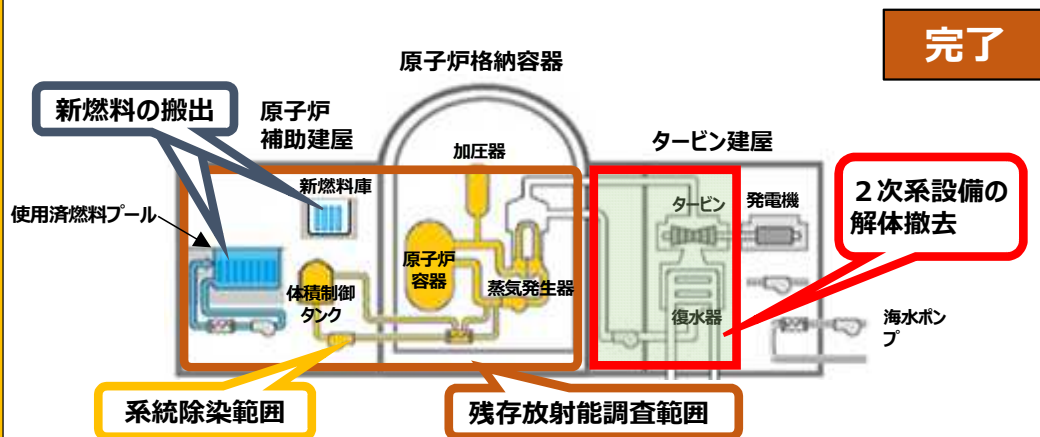 完了
原子炉格納容器
新燃料の搬出
原子炉
補助建屋
タービン建屋
加圧器
新燃料庫
使用済燃料プール
タービン
発電機
２次系設備の
解体撤去
原子炉
容器
蒸気発生器
体積制御
タンク
復水器
海水ポン
プ
系統除染範囲
残存放射能調査範囲